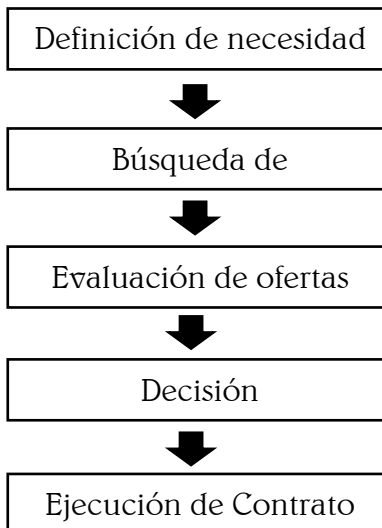 Definición de necesidad
Búsqueda de
Evaluación de ofertas
Decisión
Ejecución de Contrato